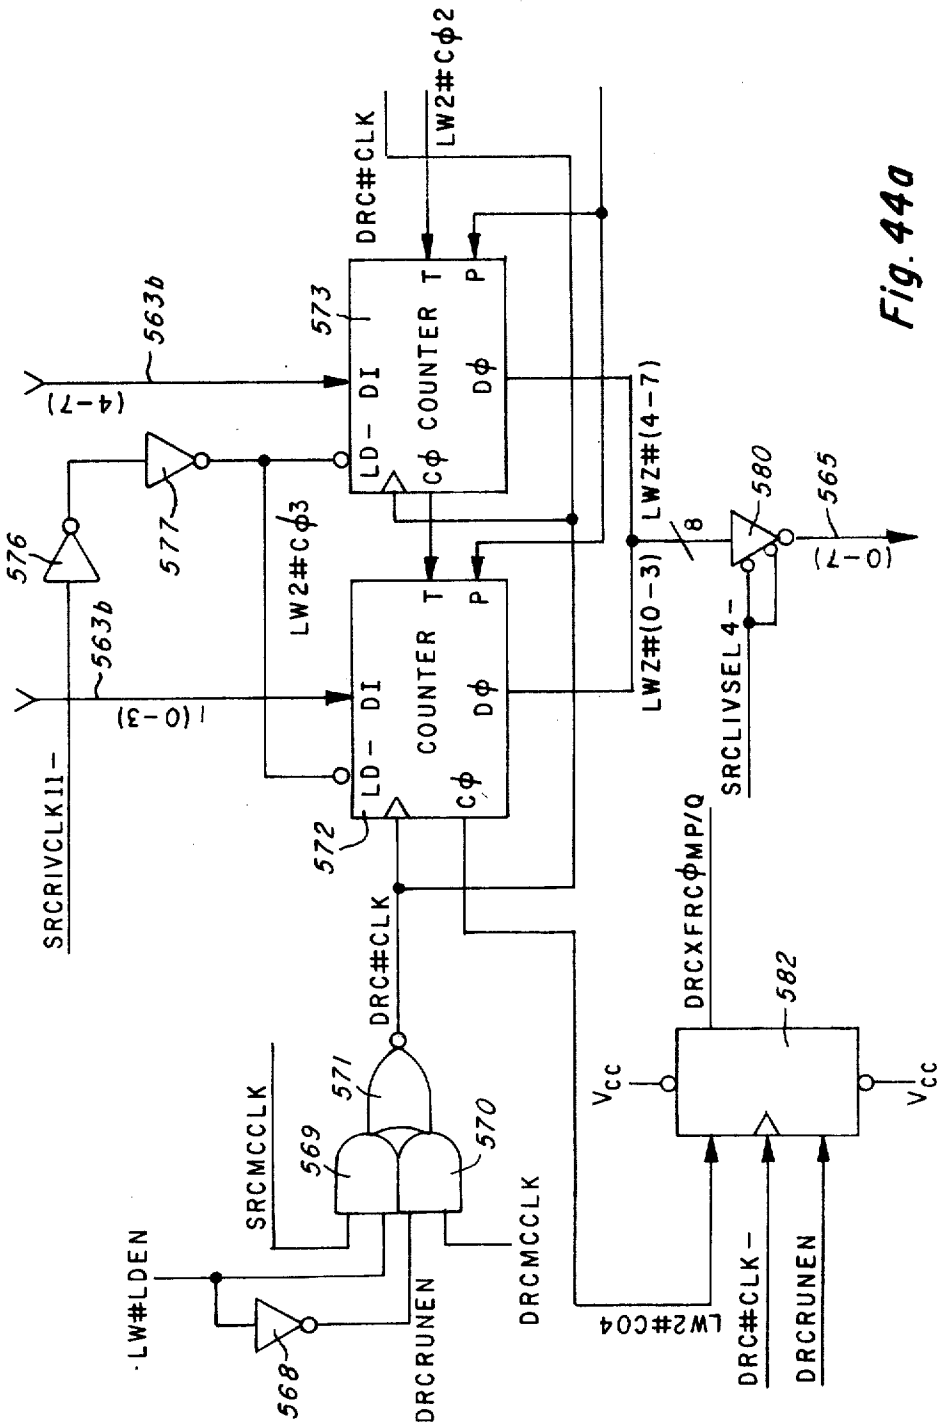 SRCRIVCLK11-
576
577
563b
(0-3)
563b
(4-7)
LW2#Cϕ3
572
LD-
DI
COUNTER
T
P
Cϕ
Dϕ
573
LD-
DI
Cϕ
COUNTER
T
P
Dϕ
DRC#CLK
LW2#Cϕ2
LW#LDEN
568
SRCMCCLK
569
571
570
DRCRUNEN
DRCMCCLK
DRC#CLK
LWZ#(0-3)
LWZ#(4-7)
8
SRCLIVSEL4-
580
565
(0-7)
LW2#C04
DRC#CLK-
DRCRUNEN
VCC
582
DRCXFRCϕMP/Q
VCC
Fig. 44a